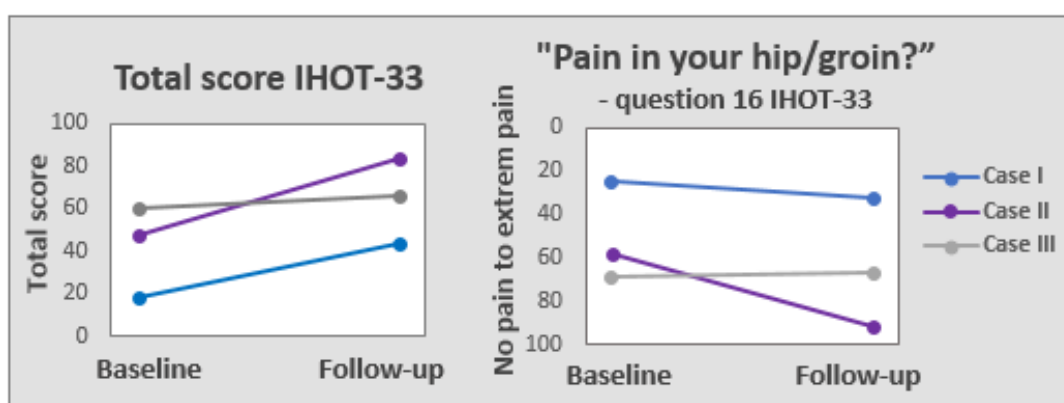 Total score IHOT-33
Total score
100
80
60
40
20
0
Baseline Follow-up
"Pain in your hip/groin?”
- question 16 IHOT-33
No pain to extrem pain
0
20
40
60
80
100
Baseline Follow-up
Case I
Case II
Case III